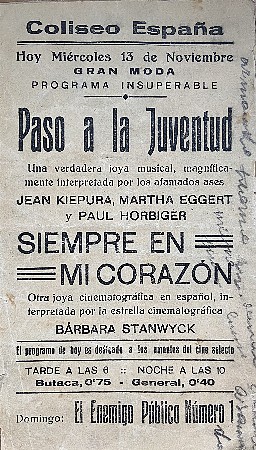 Coliseo España
Hoy Miércoles 13 de Noviembre
GRAN MODA
PROGRAMA INSUPERABLE
Paso a la Juventud
Una verdadera joya musical, magnífica-
mente interpretada por los afamados ases
JEAN KIEPURA, MARTHA EGGERT
y PAUL HORBIGER
SIEMPRE EN
MI CORAZÓN
Otra joya cinematográfica en español, in-
terpretada por la estrella cinematográfica
BÁRBARA STANWYCK
El programa de hoy es dedicado a los amantes del cine selecto
TARDE A LAS 6 :: NOCHE A LAS 10
Butaca, 0'75 - General, 0'40
Domingo: El Enemigo Público Número 1